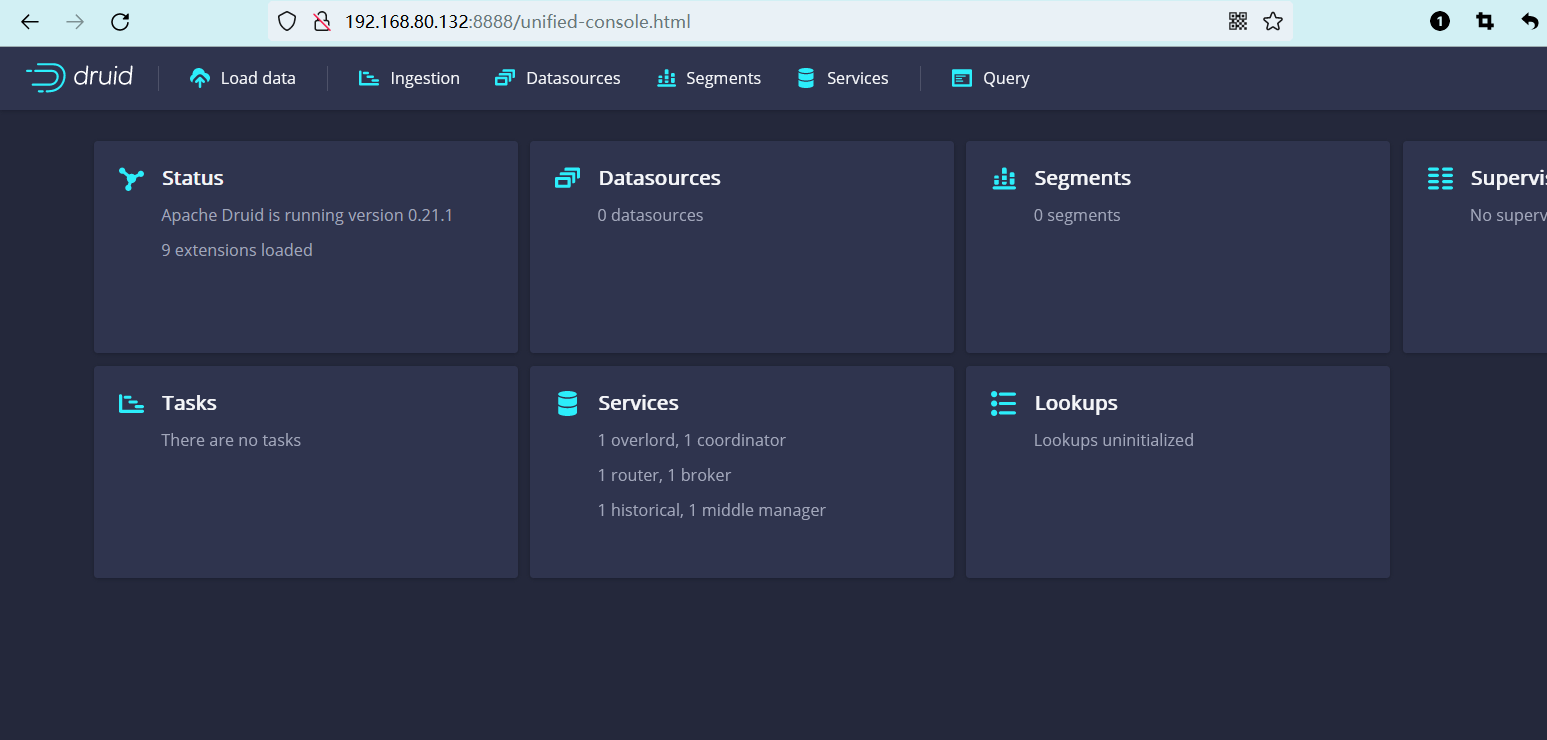 192.168.80.132:8888/unified-console.html
1
druid
Load data
Ingestion
Datasources
Segments
Services
Query
Status
Apache Druid is running version 0.21.1
9 extensions loaded
Datasources
0 datasources
Segments
0 segments
Supervis
No superv
Tasks
There are no tasks
Services
1 overlord, 1 coordinator
1 router, 1 broker
1 historical, 1 middle manager
Lookups
Lookups uninitialized